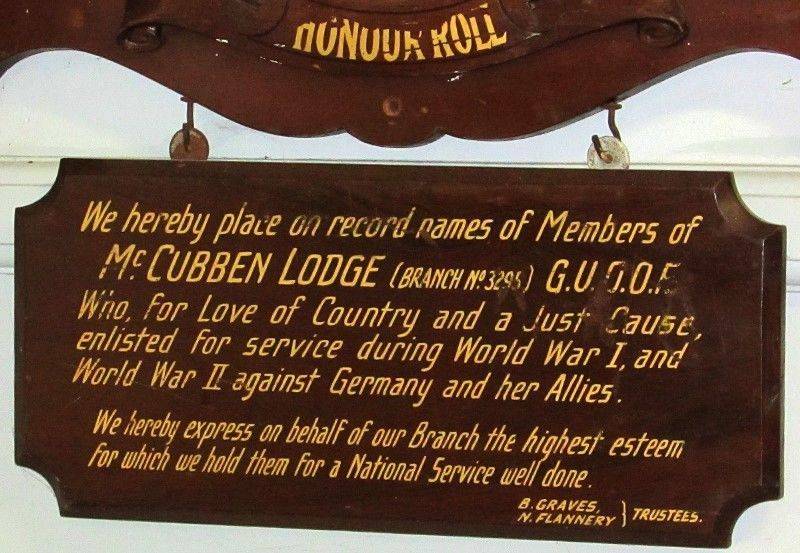 HONOUR ROLL
We hereby place on record names of Members of
Mc CUBBEN LODGE (BRANCH No. 3295) G.U.O.O.F.
Who, for Love of Country and a Just Cause,
enlisted for service during World War I, and
World War II against Germany and her Allies.
We hereby express on behalf of our Branch the highest esteem
for which we hold them for a National Service well done.
B. GRAVES,
N. FLANNERY } TRUSTEES.